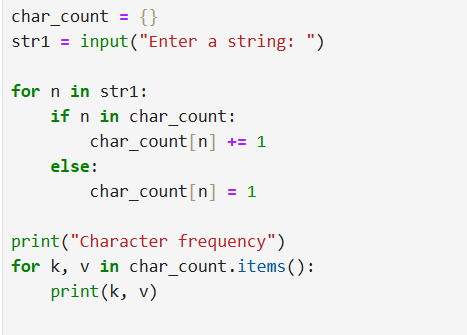 char_count = {}
str1 = input("Enter a string: ")
for n in str1:
    if n in char_count:
        char_count[n] += 1
    else:
        char_count[n] = 1
print("Character frequency")
for k, v in char_count.items():
    print(k, v)